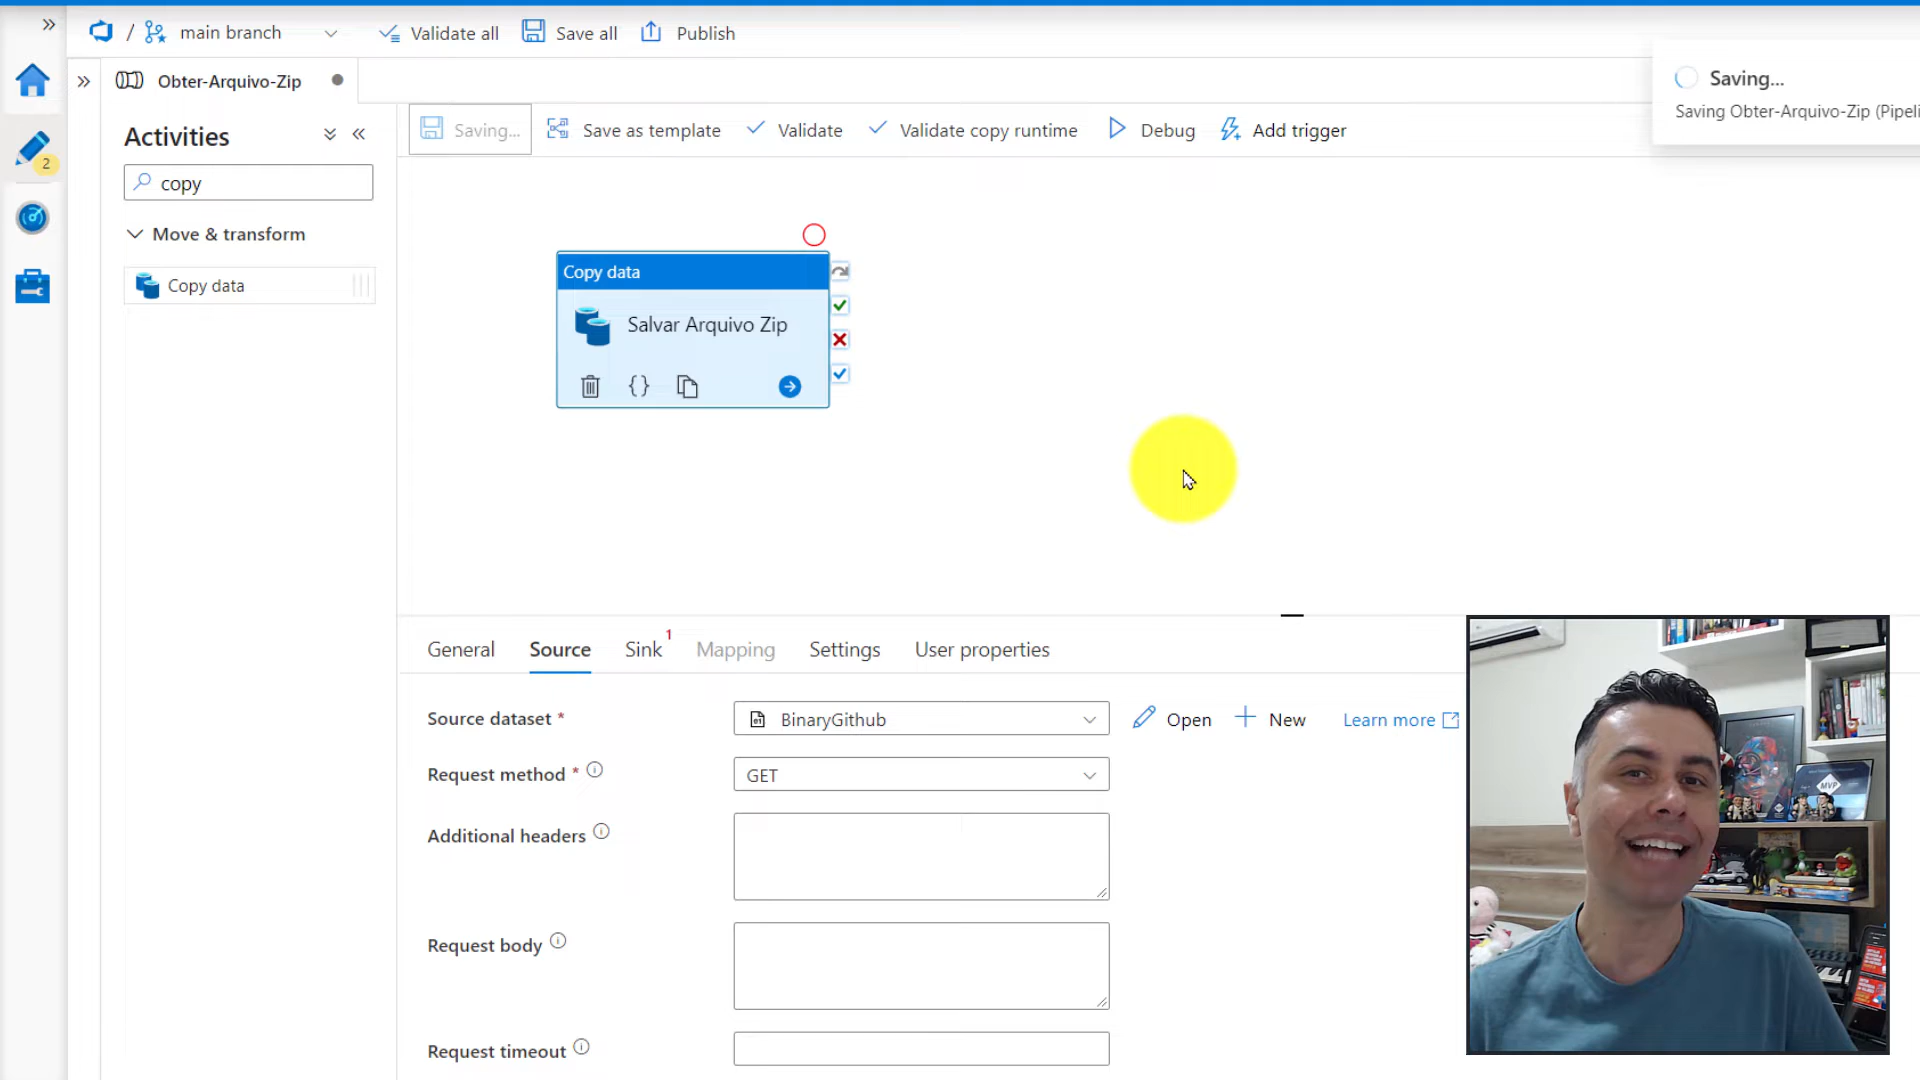 / main branch
Validate all
Save all
Publish
Obter-Arquivo-Zip
Saving...
Saving Obter-Arquivo-Zip (Pipeli
Activities
Saving...
Save as template
Validate
Validate copy runtime
Debug
Add trigger
2
copy
Move & transform
Copy data
Copy data
Salvar Arquivo Zip
{}
General
Source
Sink
1
Mapping
Settings
User properties
Source dataset *
BinaryGithub
Open
New
Learn more
Request method *
GET
Additional headers
Request body
Request timeout
MVP